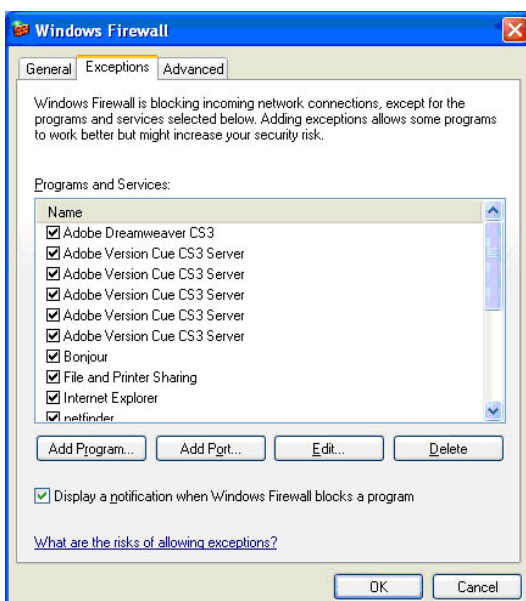 Windows Firewall
General Exceptions Advanced
Windows Firewall is blocking incoming network connections, except for the
programs and services selected below. Adding exceptions allows some programs
to work better but might increase your security risk.
Programs and Services:
Name
Adobe Dreamweaver CS3
Adobe Version Cue CS3 Server
Adobe Version Cue CS3 Server
Adobe Version Cue CS3 Server
Adobe Version Cue CS3 Server
Adobe Version Cue CS3 Server
Bonjour
File and Printer Sharing
Internet Explorer
netfinder
Add Program... Add Port... Edit... Delete
Display a notification when Windows Firewall blocks a program
What are the risks of allowing exceptions?
OK Cancel